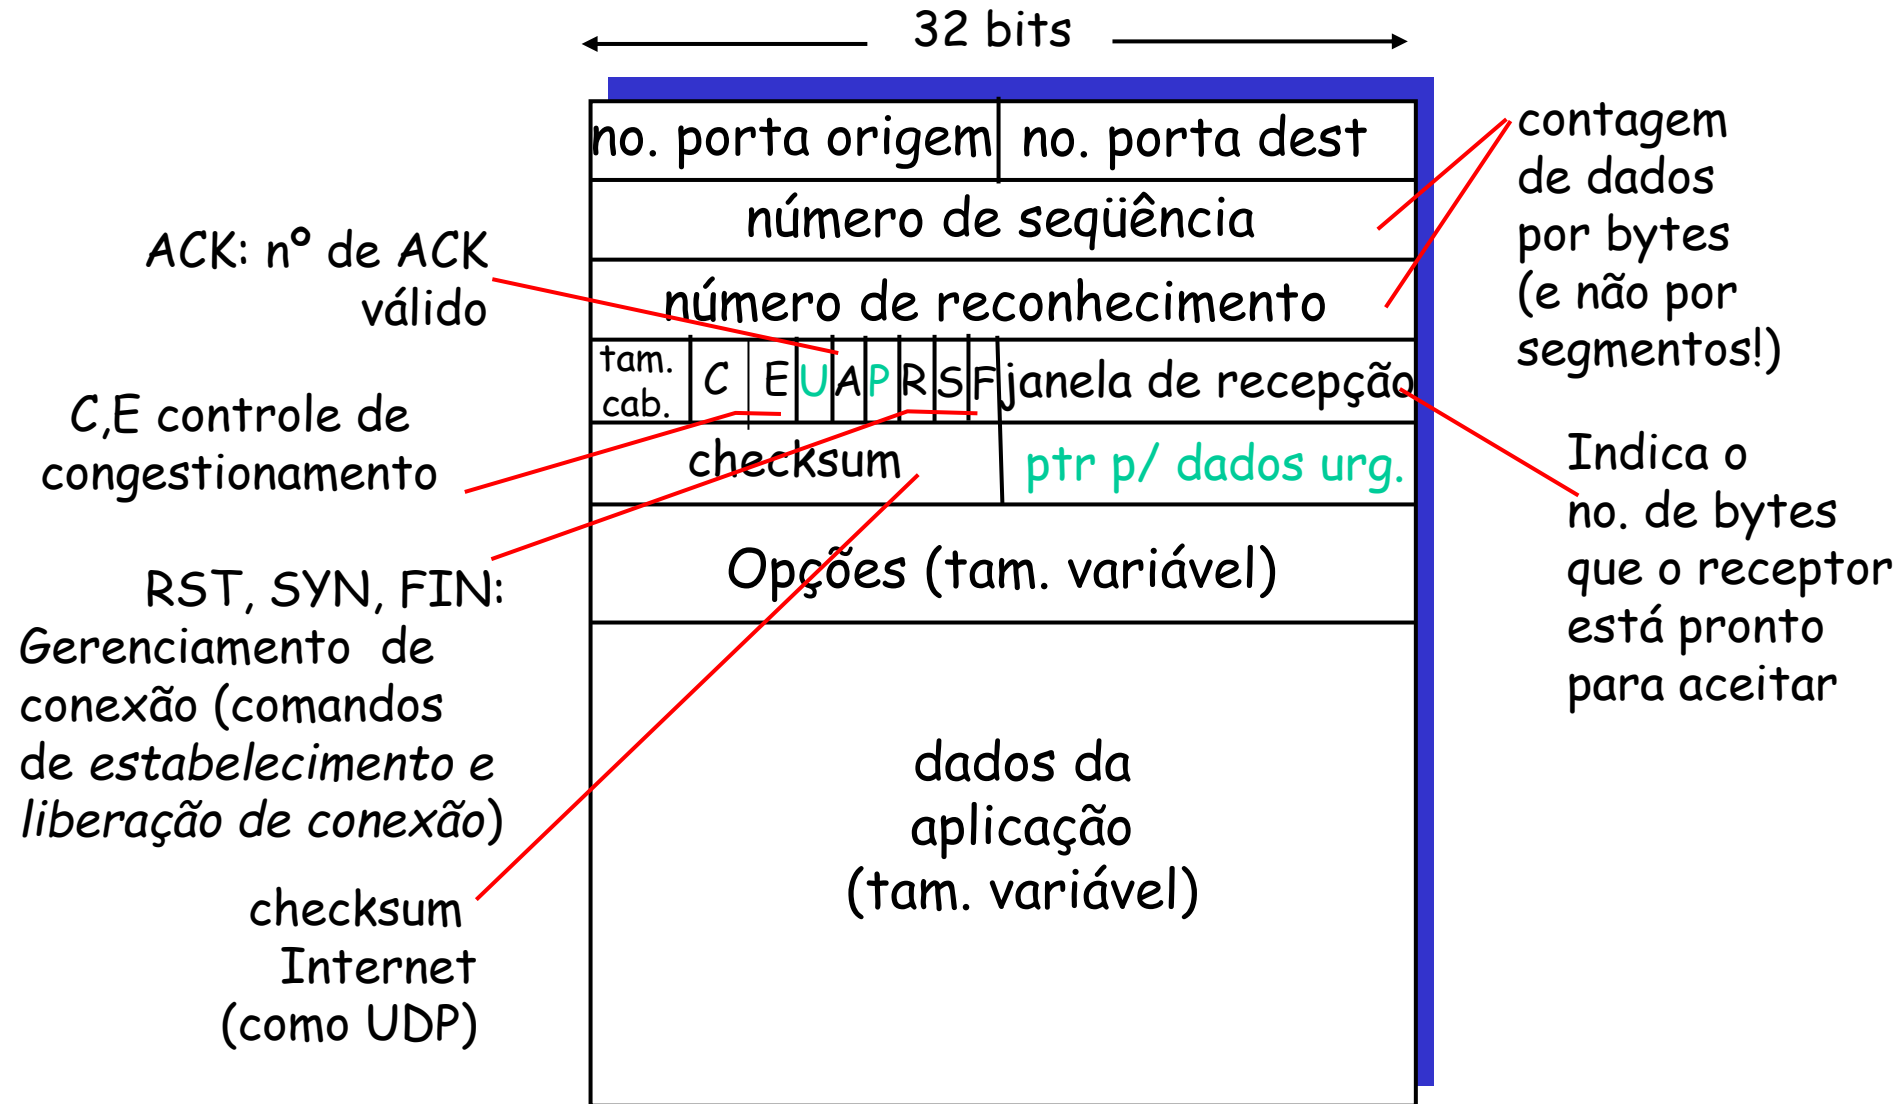 32 bits
no. porta origem
no. porta dest
número de seqüência
número de reconhecimento
tam.
cab.
C
E
U
A
P
R
S
F
janela de recepção
checksum
ptr p/ dados urg.
Opções (tam. variável)
dados da
aplicação
(tam. variável)
ACK: nº de ACK
válido
C,E controle de
congestionamento
RST, SYN, FIN:
Gerenciamento de
conexão (comandos
de estabelecimento e
liberação de conexão)
checksum
Internet
(como UDP)
contagem
de dados
por bytes
(e não por
segmentos!)
Indica o
no. de bytes
que o receptor
está pronto
para aceitar